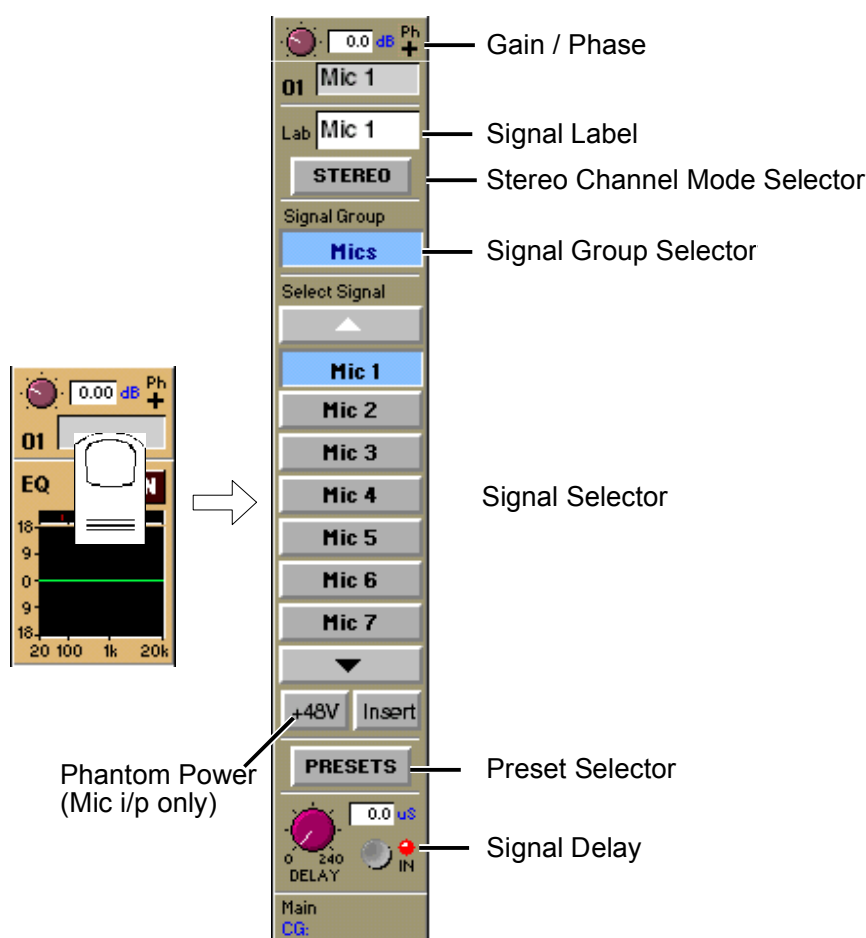 0.0 dB Ph
+
Gain / Phase
01 Mic 1
Lab Mic 1
Signal Label
STEREO
Stereo Channel Mode Selector
Signal Group
Mics
Signal Group Selector
Select Signal
Mic 1
Mic 2
Mic 3
Mic 4
Mic 5
Mic 6
Mic 7
Signal Selector
0.00 dB Ph
+
01
EQ
N
18
9
0
9
18
20 100 1k 20k
+48V Insert
Phantom Power
(Mic i/p only)
PRESETS
Preset Selector
0.0 uS
0 240
DELAY
IN
Signal Delay
Main
CG: